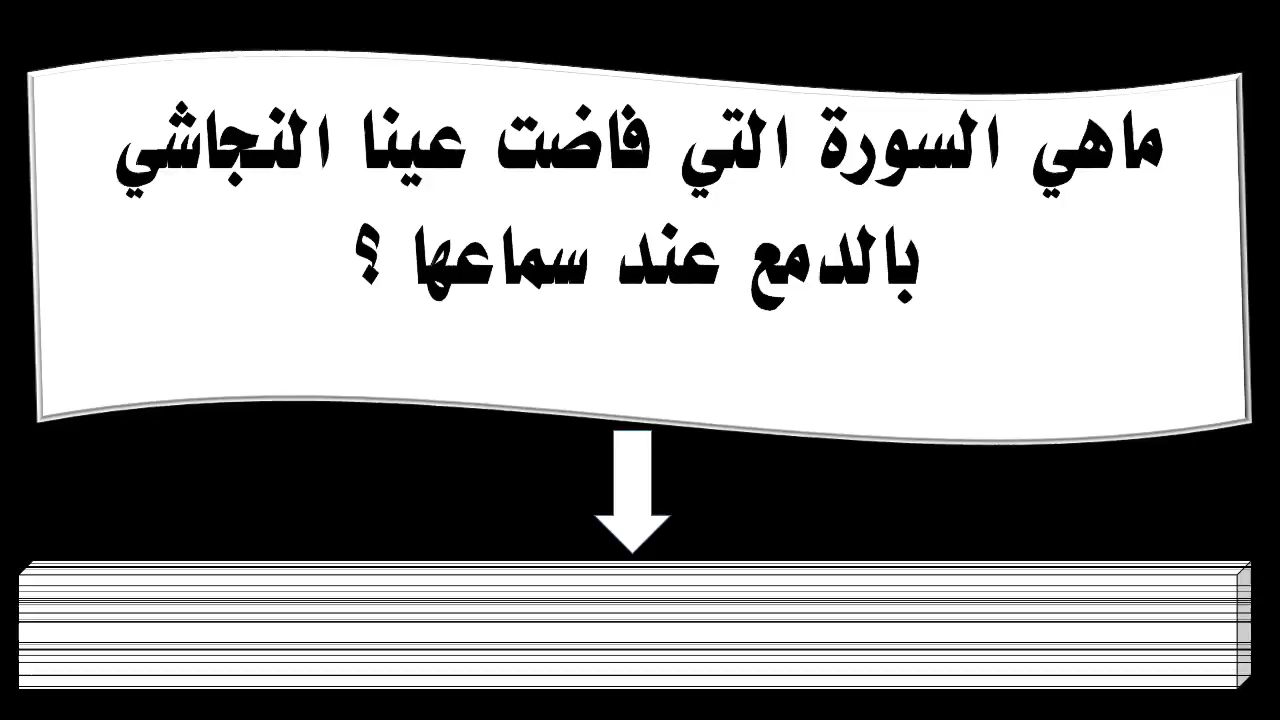 ماهي السورة التي فاضت عينا النجاشي
بالدمع عند سماعها ؟